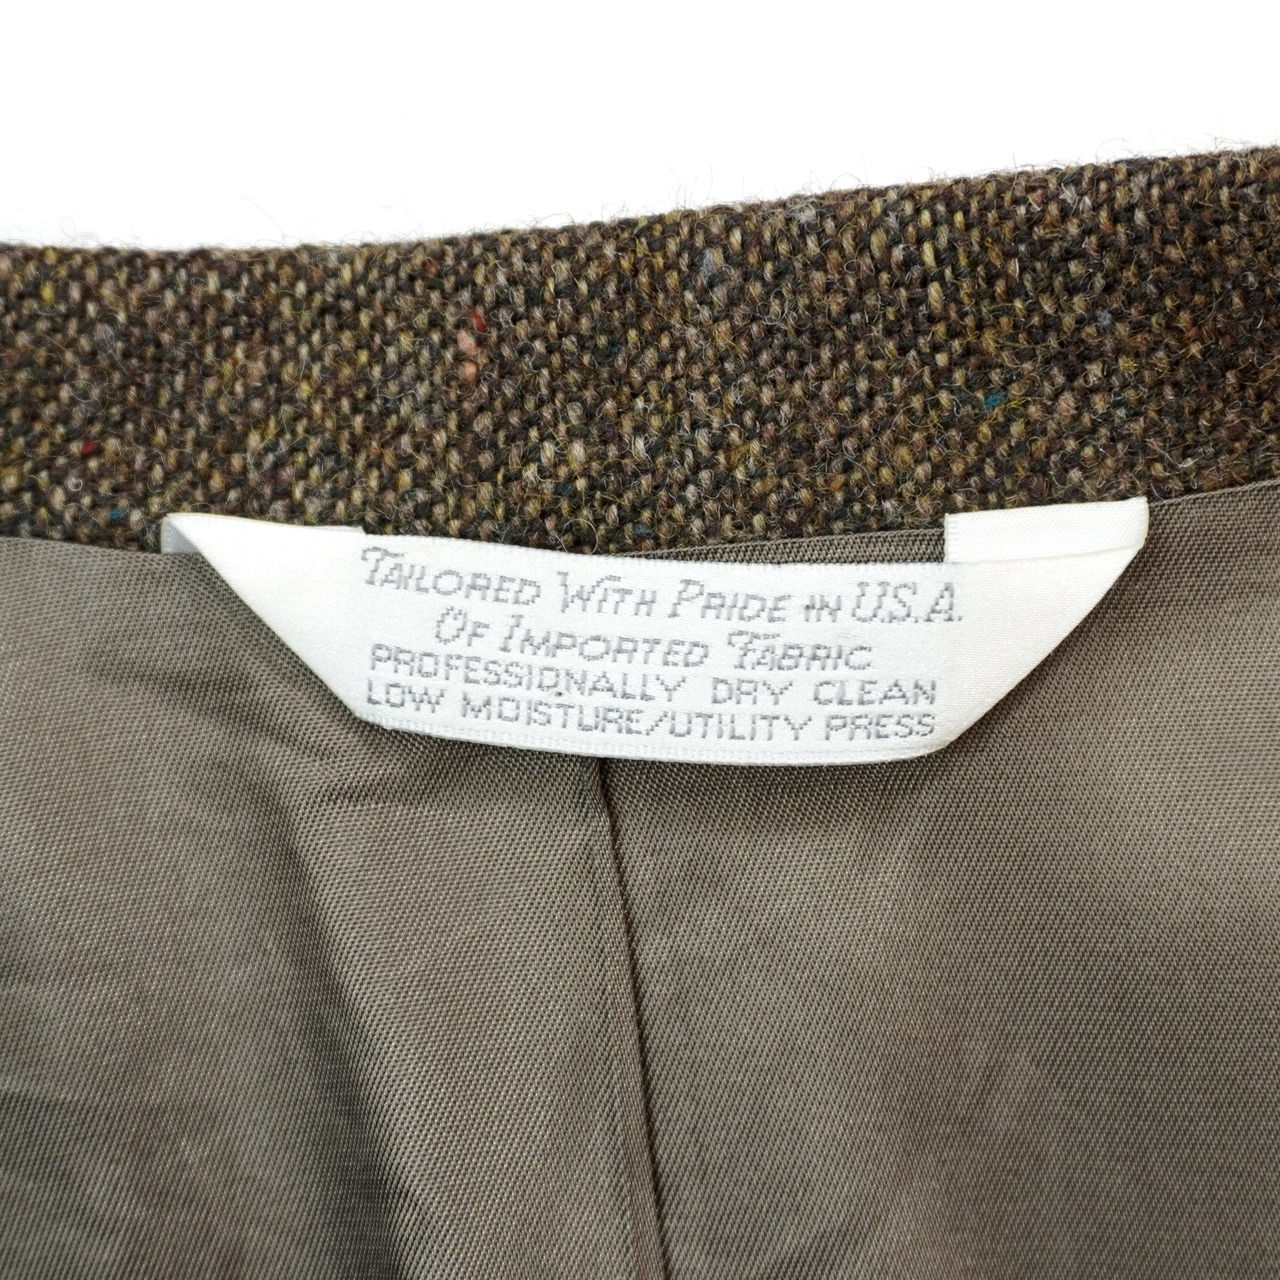 TAILORED WITH PRIDE IN U.S.A.
OF IMPORTED FABRIC
PROFESSIONALLY DRY CLEAN
LOW MOISTURE/UTILITY PRESS